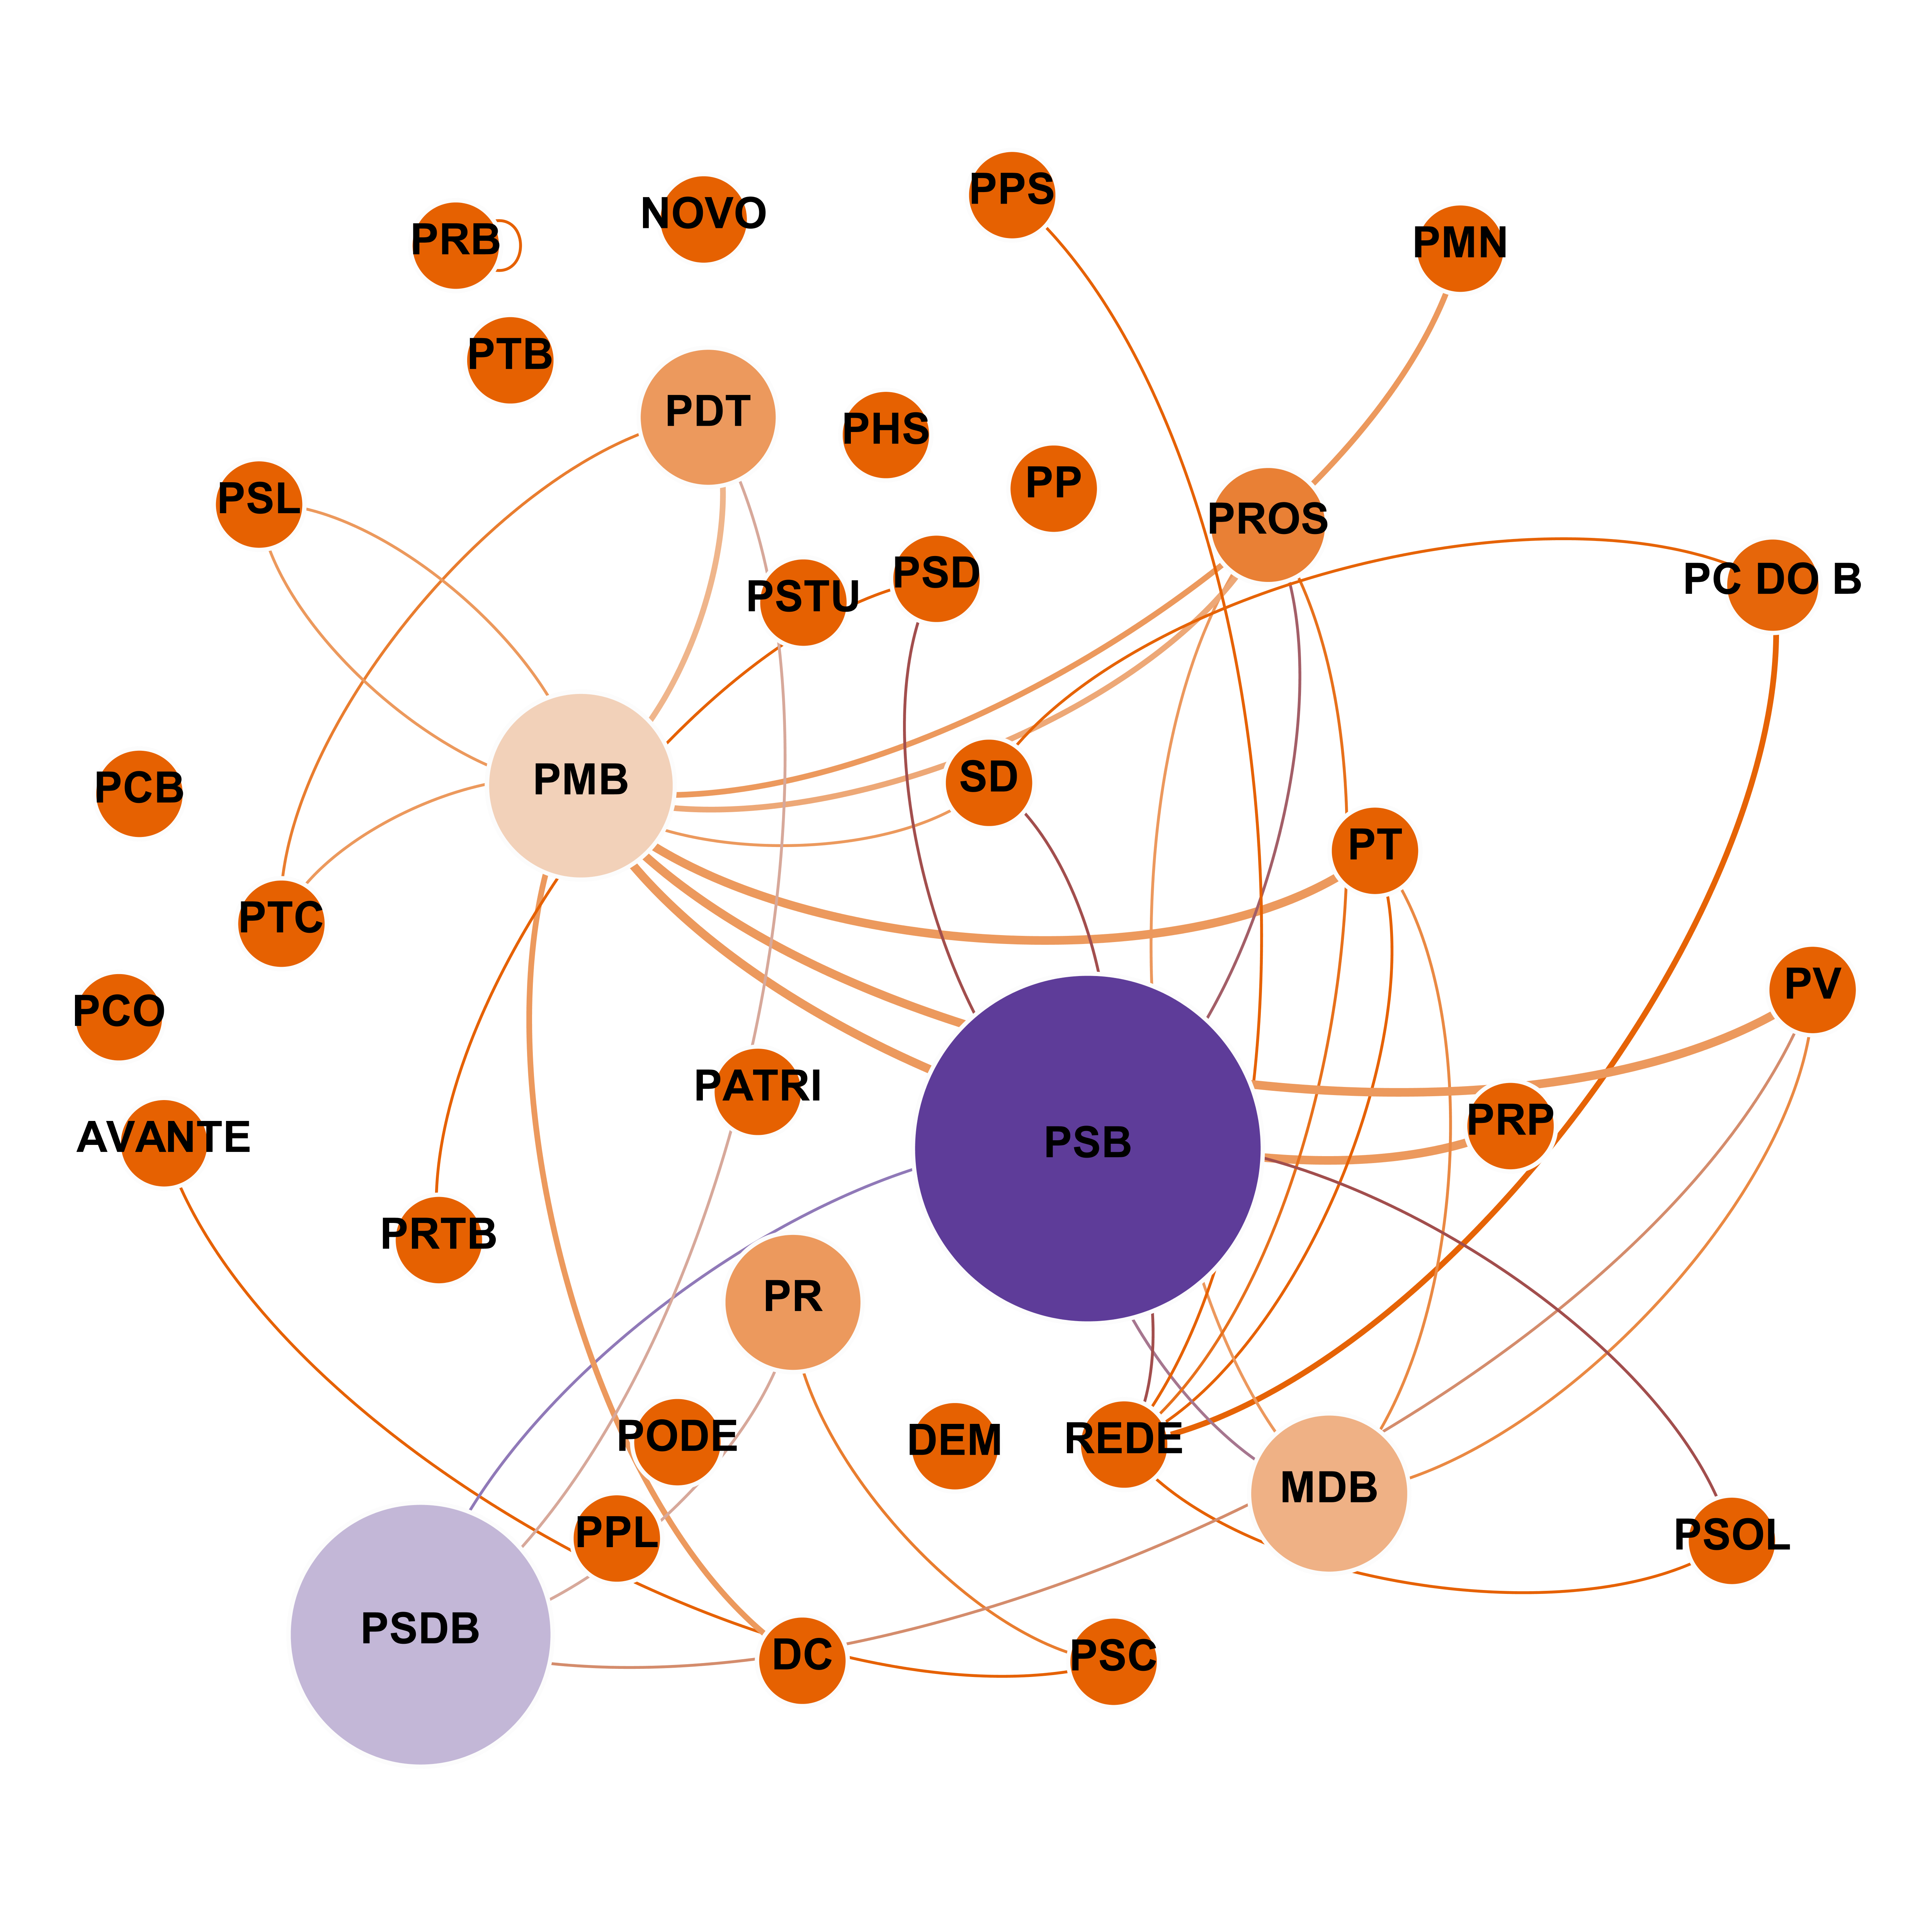 PPS
NOVO
PRB
PMN
PTB
PDT
PHS
PP
PSL
PROS
PSD
PC DO B
PSTU
SD
PMB
PCB
PT
PTC
PV
PCO
PATRI
PRP
AVANTE
PSB
PRTB
PR
PODE
REDE
DEM
MDB
PPL
PSOL
PSDB
DC
PSC